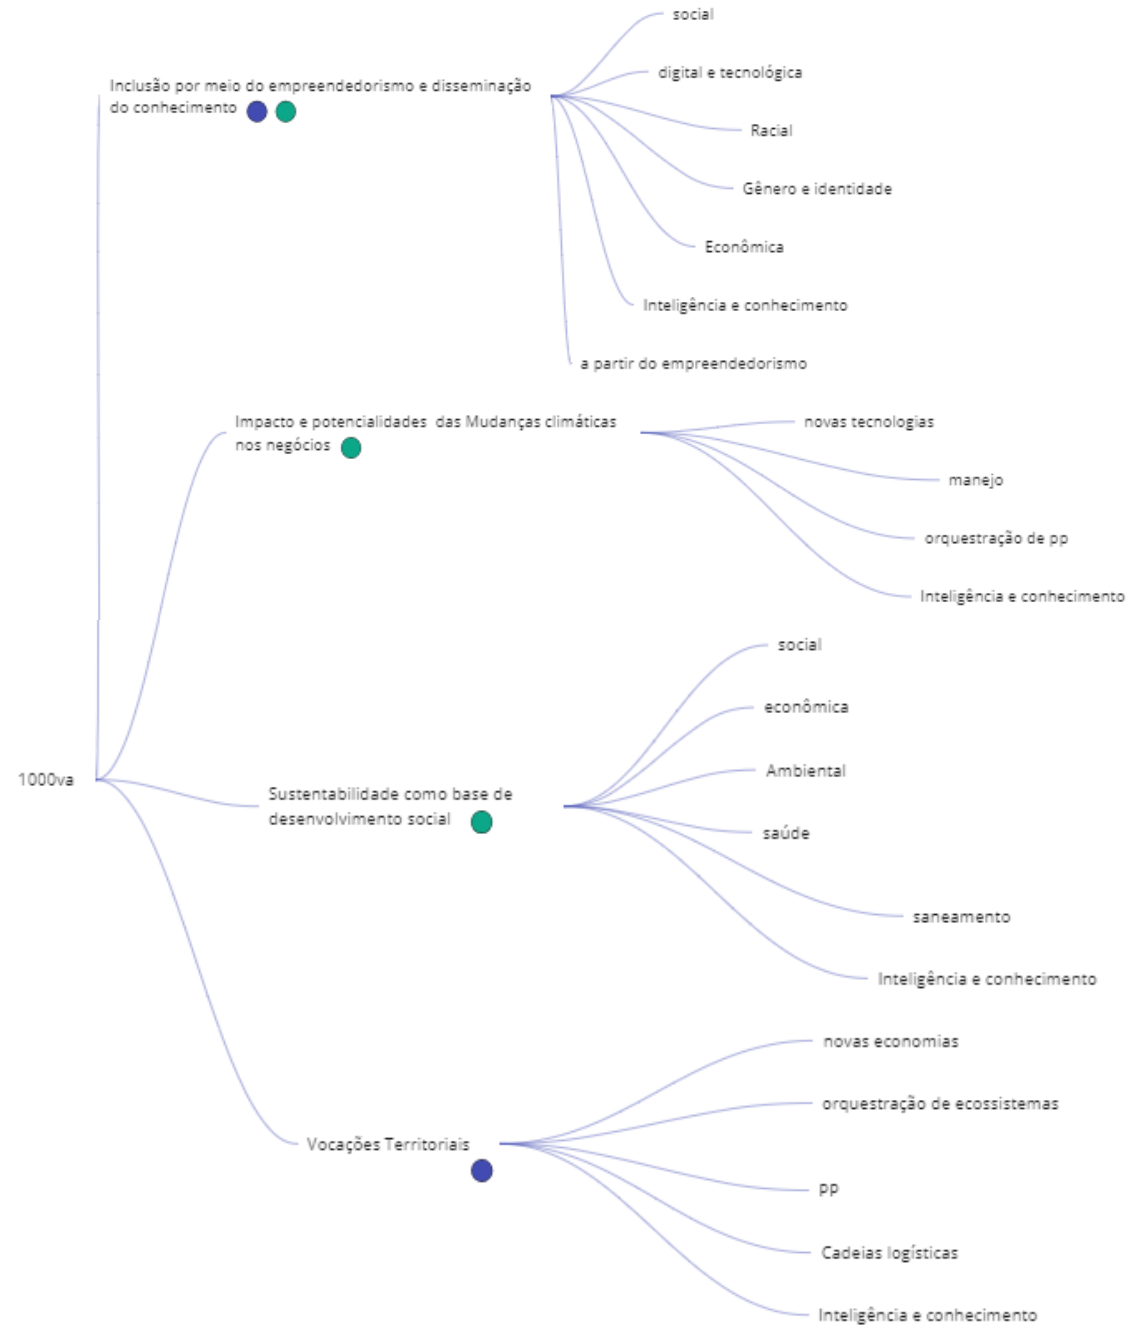 social
Inclusão por meio do empreendedorismo e disseminação
do conhecimento
digital e tecnológica
Racial
Gênero e identidade
Econômica
Inteligência e conhecimento
a partir do empreendedorismo
Impacto e potencialidades  das Mudanças climáticas
nos negócios
novas tecnologias
manejo
orquestração de pp
Inteligência e conhecimento
1000va
Sustentabilidade como base de
desenvolvimento social
social
econômica
Ambiental
saúde
saneamento
Inteligência e conhecimento
Vocações Territoriais
novas economias
orquestração de ecossistemas
pp
Cadeias logísticas
Inteligência e conhecimento